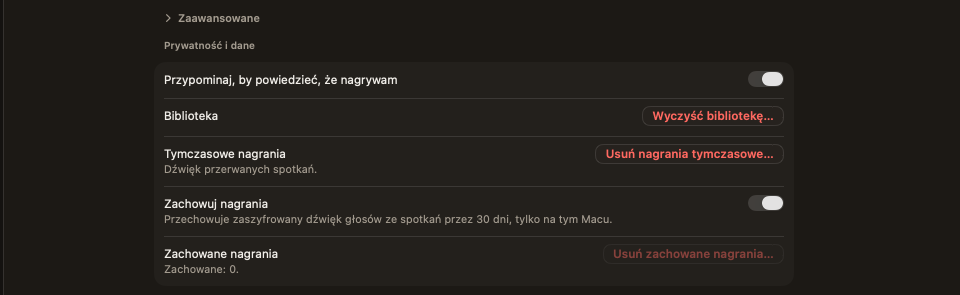 Zaawansowane
Prywatność i dane
Przypominaj, by powiedzieć, że nagrywam
Biblioteka
Wyczyść bibliotekę...
Tymczasowe nagrania
Usuń nagrania tymczasowe...
Dźwięk przerwanych spotkań.
Zachowuj nagrania
Przechowuje zaszyfrowany dźwięk głosów ze spotkań przez 30 dni, tylko na tym Macu.
Zachowane nagrania
Usuń zachowane nagrania...
Zachowane: 0.